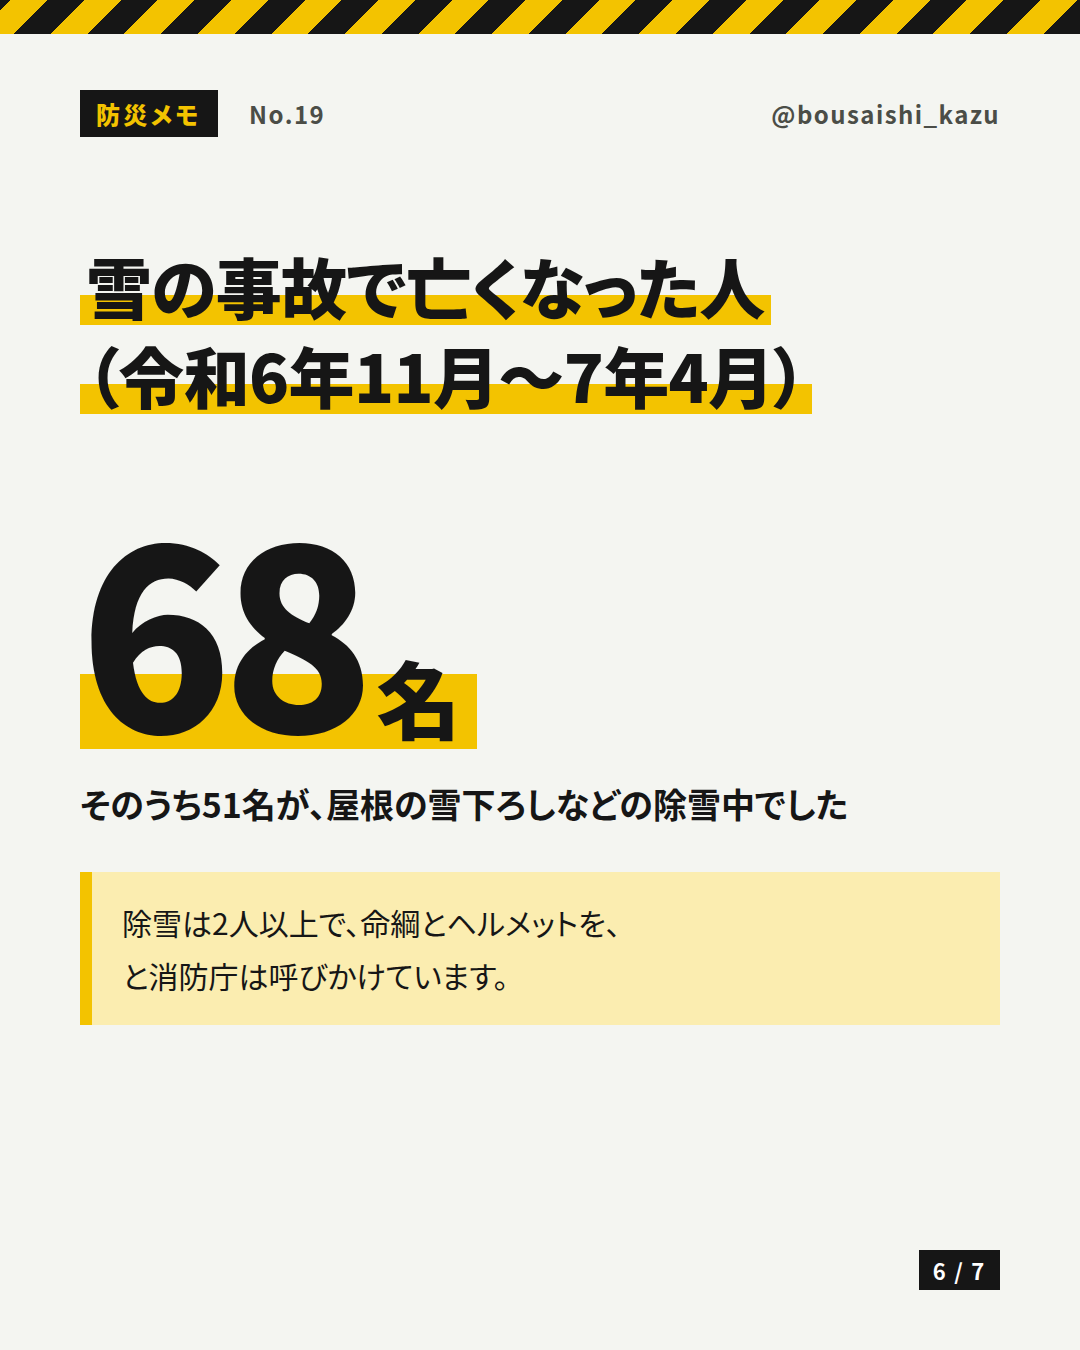 防災メモ No.19 @bousaishi_kazu
雪の事故で亡くなった人
（令和6年11月〜7年4月）
68名
そのうち51名が、屋根の雪下ろしなどの除雪中でした
除雪は2人以上で、命綱とヘルメットを、
と消防庁は呼びかけています。
6 / 7